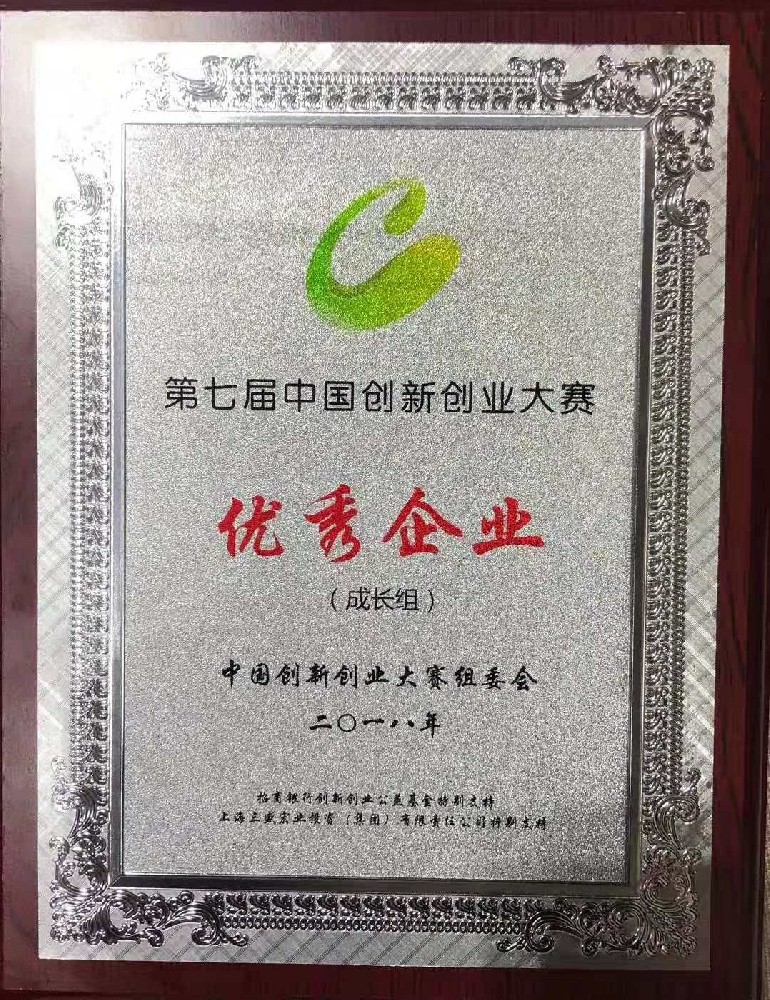 第七届中国创新创业大赛
优秀企业
（成长组）
中国创新创业大赛组委会
二〇一八年
招商银行创新创业公益基金特别支持
上海三盛宏业投资（集团）有限责任公司特别支持